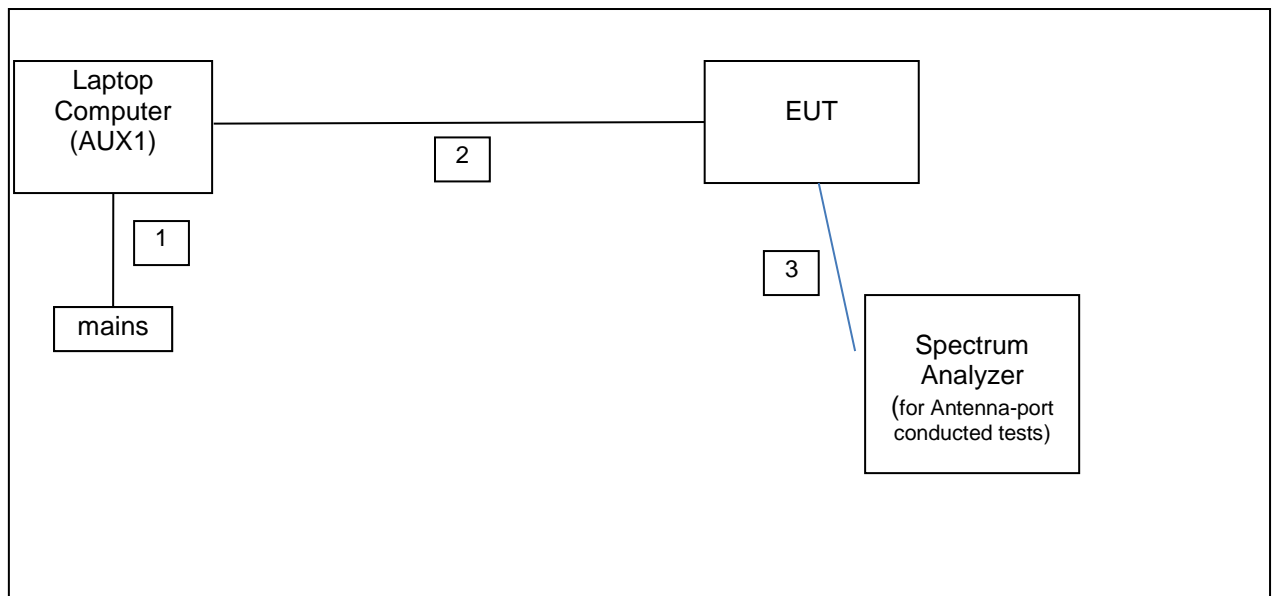 Laptop
Computer
(AUX1)
EUT
2
1
3
mains
Spectrum
Analyzer
(for Antenna-port
conducted tests)